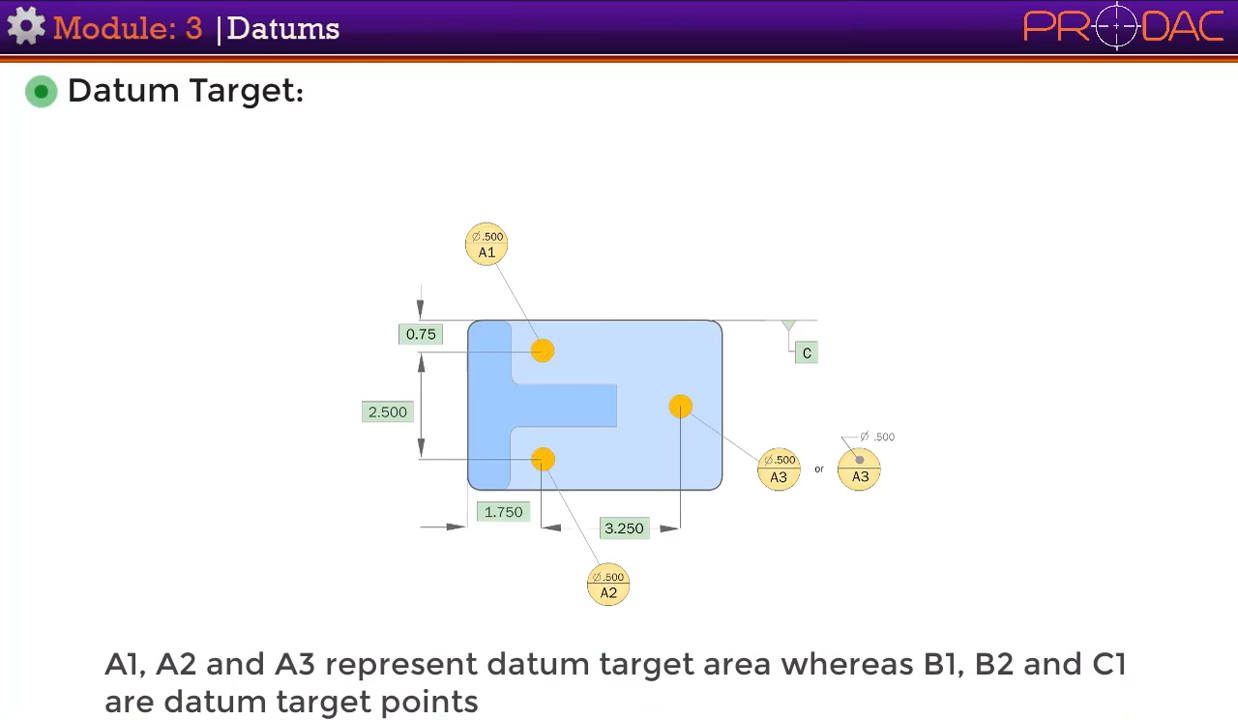 Module: 3 |Datums
PRODAC
Datum Target:
Ø.500
A1
0.75
C
2.500
Ø .500
Ø.500
A3
or
A3
1.750
3.250
Ø.500
A2
A1, A2 and A3 represent datum target area whereas B1, B2 and C1
are datum target points